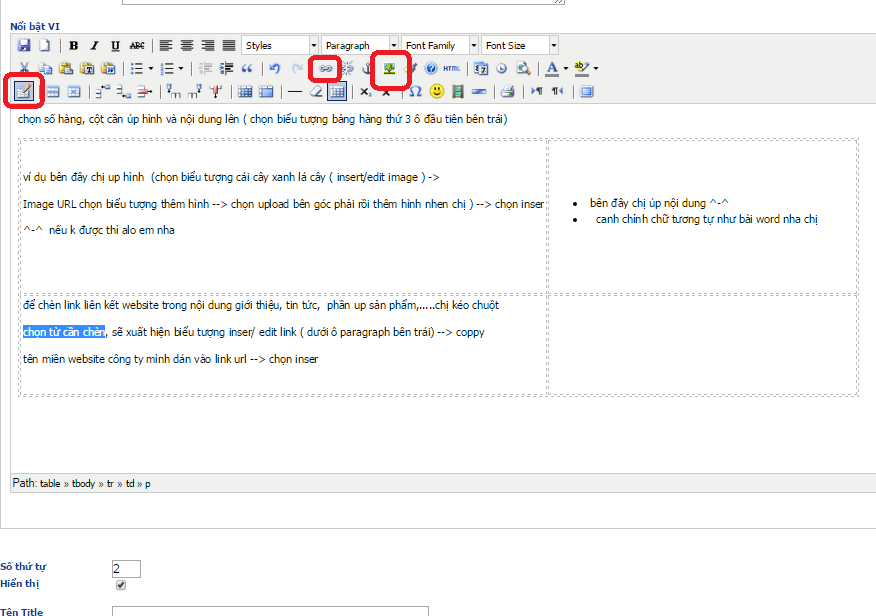 Nổi bật VI
B I U ABC Styles Paragraph Font Family Font Size
HTML A ab
chọn số hàng, cột cần úp hình và nội dung lên ( chọn biểu tượng bảng hàng thứ 3 ô đầu tiên bên trái)
ví dụ bên đây chị up hình (chọn biểu tượng cái cây xanh lá cây ( insert/edit image ) ->
Image URL chọn biểu tượng thêm hình --> chọn upload bên góc phải rồi thêm hình nhen chị ) --> chọn inser
^-^ nếu k được thì alo em nha
bên đây chị úp nội dung ^-^
canh chỉnh chữ tương tự như bài word nha chị
để chèn link liên kết website trong nội dung giới thiệu, tin tức, phần up sản phẩm,.....chị kéo chuột
chọn từ cần chèn, sẽ xuất hiện biểu tượng inser/ edit link ( dưới ô paragraph bên trái) --> coppy
tên miền website công ty mình dán vào link url --> chọn inser
Path: table » tbody » tr » td » p
Số thứ tự 2
Hiển thị
Tên Title